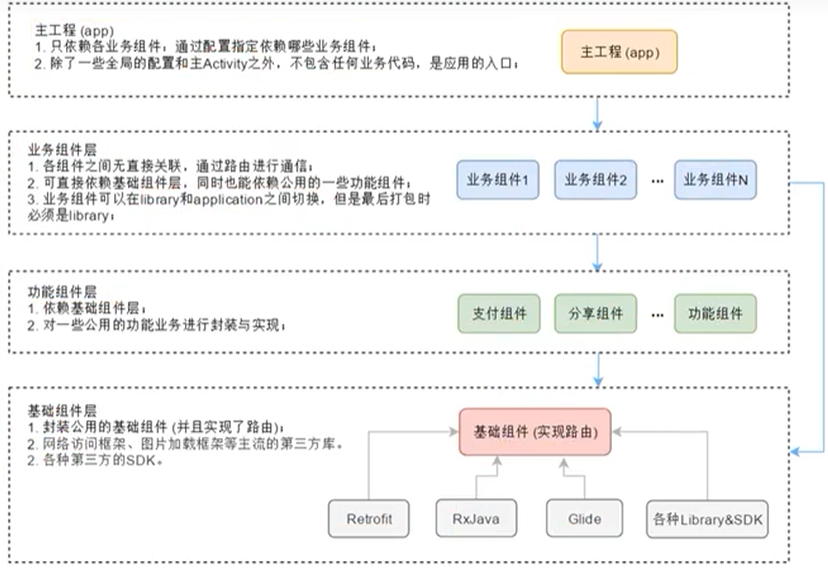 主工程 (app)
1. 只依赖各业务组件；通过配置指定依赖哪些业务组件；
2. 除了一些全局的配置和主Activity之外，不包含任何业务代码，是应用的入口；
主工程 (app)
业务组件层
1. 各组件之间无直接关联，通过路由进行通信；
2. 可直接依赖基础组件层，同时也能依赖公用的一些功能组件；
3. 业务组件可以在library和application之间切换，但是最后打包时
必须是library；
业务组件1
业务组件2
...
业务组件N
功能组件层
1. 依赖基础组件层；
2. 对一些公用的功能业务进行封装与实现；
支付组件
分享组件
...
功能组件
基础组件层
1. 封装公用的基础组件 (并且实现了路由)；
2. 网络访问框架、图片加载框架等主流的第三方库。
2. 各种第三方的SDK。
基础组件 (实现路由)
Retrofit
RxJava
Glide
各种Library&SDK